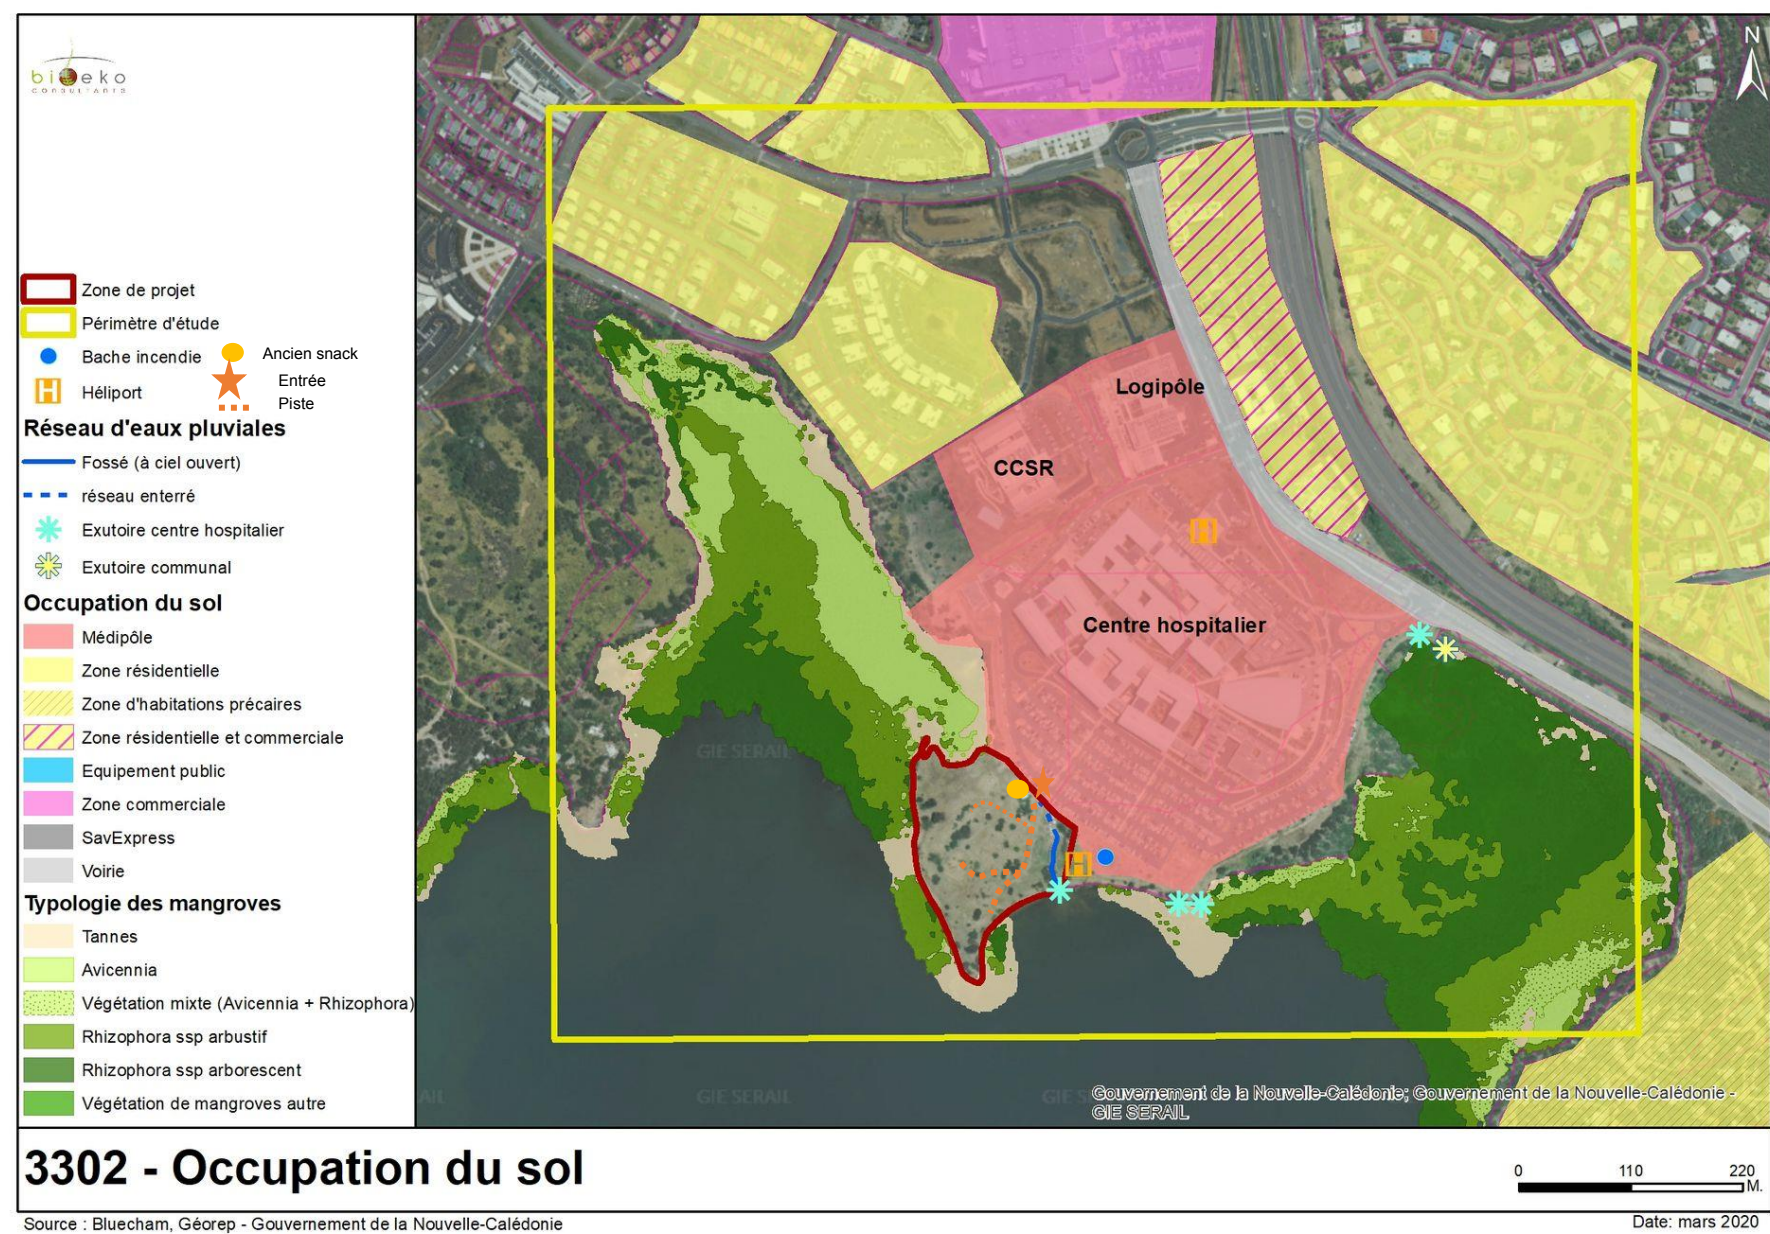 bioeko
CONSULTANTS
Zone de projet
Périmètre d'étude
Bache incendie
Héliport
Ancien snack
Entrée
Piste
Réseau d'eaux pluviales
Fossé (à ciel ouvert)
réseau enterré
Exutoire centre hospitalier
Exutoire communal
Occupation du sol
Médipôle
Zone résidentielle
Zone d'habitations précaires
Zone résidentielle et commerciale
Equipement public
Zone commerciale
SavExpress
Voirie
Typologie des mangroves
Tannes
Avicennia
Végétation mixte (Avicennia + Rhizophora)
Rhizophora ssp arbustif
Rhizophora ssp arborescent
Végétation de mangroves autre
N
Logipôle
CCSR
H
Centre hospitalier
GIE SERAIL
H
AIL
GIE SERAIL
GIE S
Gouvernement de la Nouvelle-Calédonie; Gouvernement de la Nouvelle-Calédonie -
GIE SERAIL
3302 - Occupation du sol
0 110 220
M.
Source : Bluecham, Géorep - Gouvernement de la Nouvelle-Calédonie
Date: mars 2020